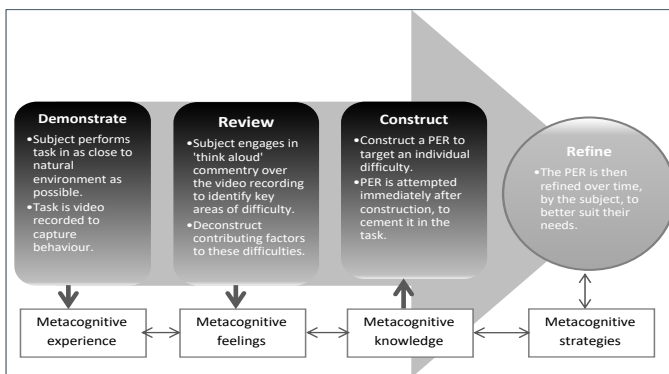 Demonstrate
•Subject performs
task in as close to
natural
environment as
possible.
•Task is video
recorded to
capture
behaviour.
Review
•Subject engages in
'think aloud'
commentry over
the video recording
to identify key
areas of difficulty.
•Deconstruct
contributing factors
to these difficulties.
Construct
•Construct a PER to
target an individual
difficulty.
•PER is attempted
immediately after
construction, to
cement it in the
task.
Refine
•The PER is then
refined over time,
by the subject, to
better suit their
needs.
Metacognitive
experience
Metacognitive
feelings
Metacognitive
knowledge
Metacognitive
strategies